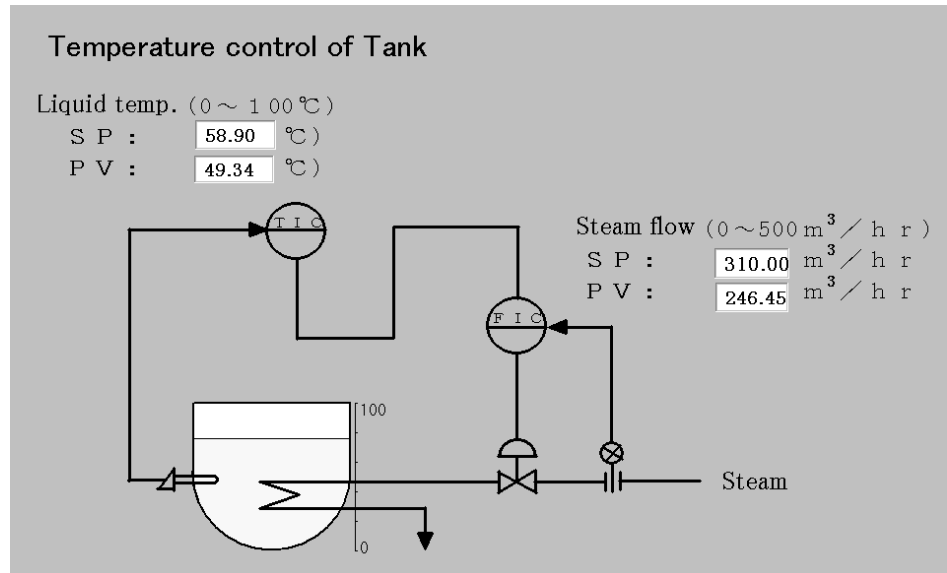 Temperature control of Tank
Liquid temp. (0～100℃)
SP： 58.90 ℃)
PV： 49.34 ℃)
TIC
Steam flow (0～500m³／hr)
SP： 310.00 m³／hr
PV： 246.45 m³／hr
FIC
100
Steam
0